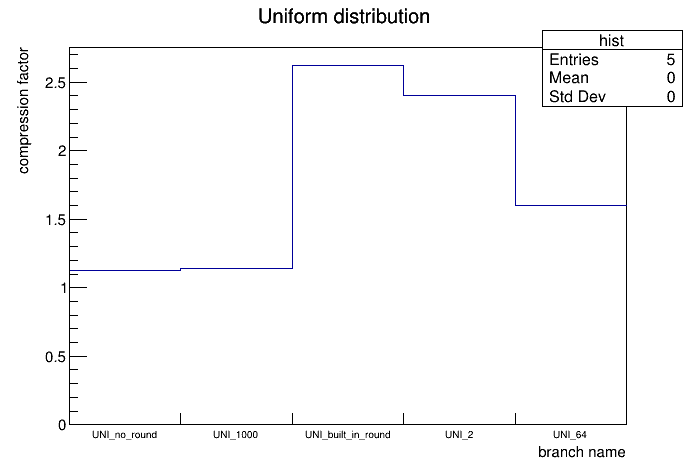 Uniform distribution
hist
Entries 5
Mean 0
Std Dev 0
compression factor
2.5
2
1.5
1
0.5
0
UNI_no_round UNI_1000 UNI_built_in_round UNI_2 UNI_64
branch name